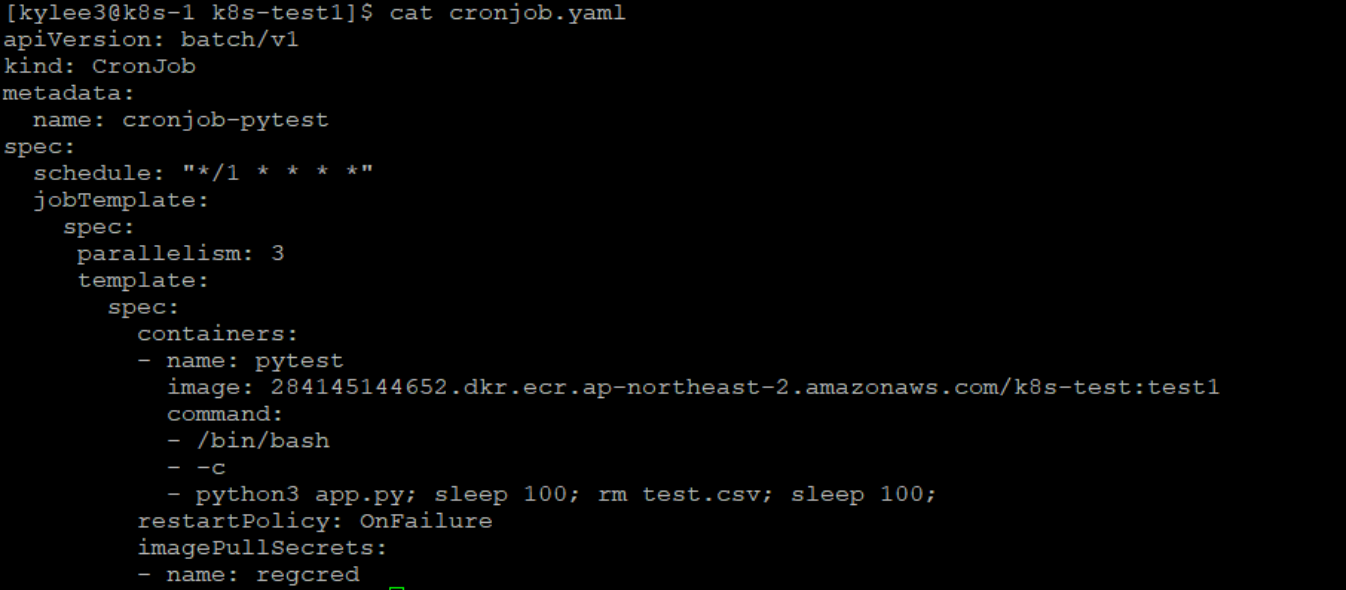 [kylee3@k8s-1 k8s-test1]$ cat cronjob.yaml
apiVersion: batch/v1
kind: CronJob
metadata:
  name: cronjob-pytest
spec:
  schedule: "*/1 * * * *"
  jobTemplate:
    spec:
     parallelism: 3
     template:
       spec:
         containers:
         - name: pytest
           image: 284145144652.dkr.ecr.ap-northeast-2.amazonaws.com/k8s-test:test1
           command:
           - /bin/bash
           - -c
           - python3 app.py; sleep 100; rm test.csv; sleep 100;
         restartPolicy: OnFailure
         imagePullSecrets:
         - name: regcred